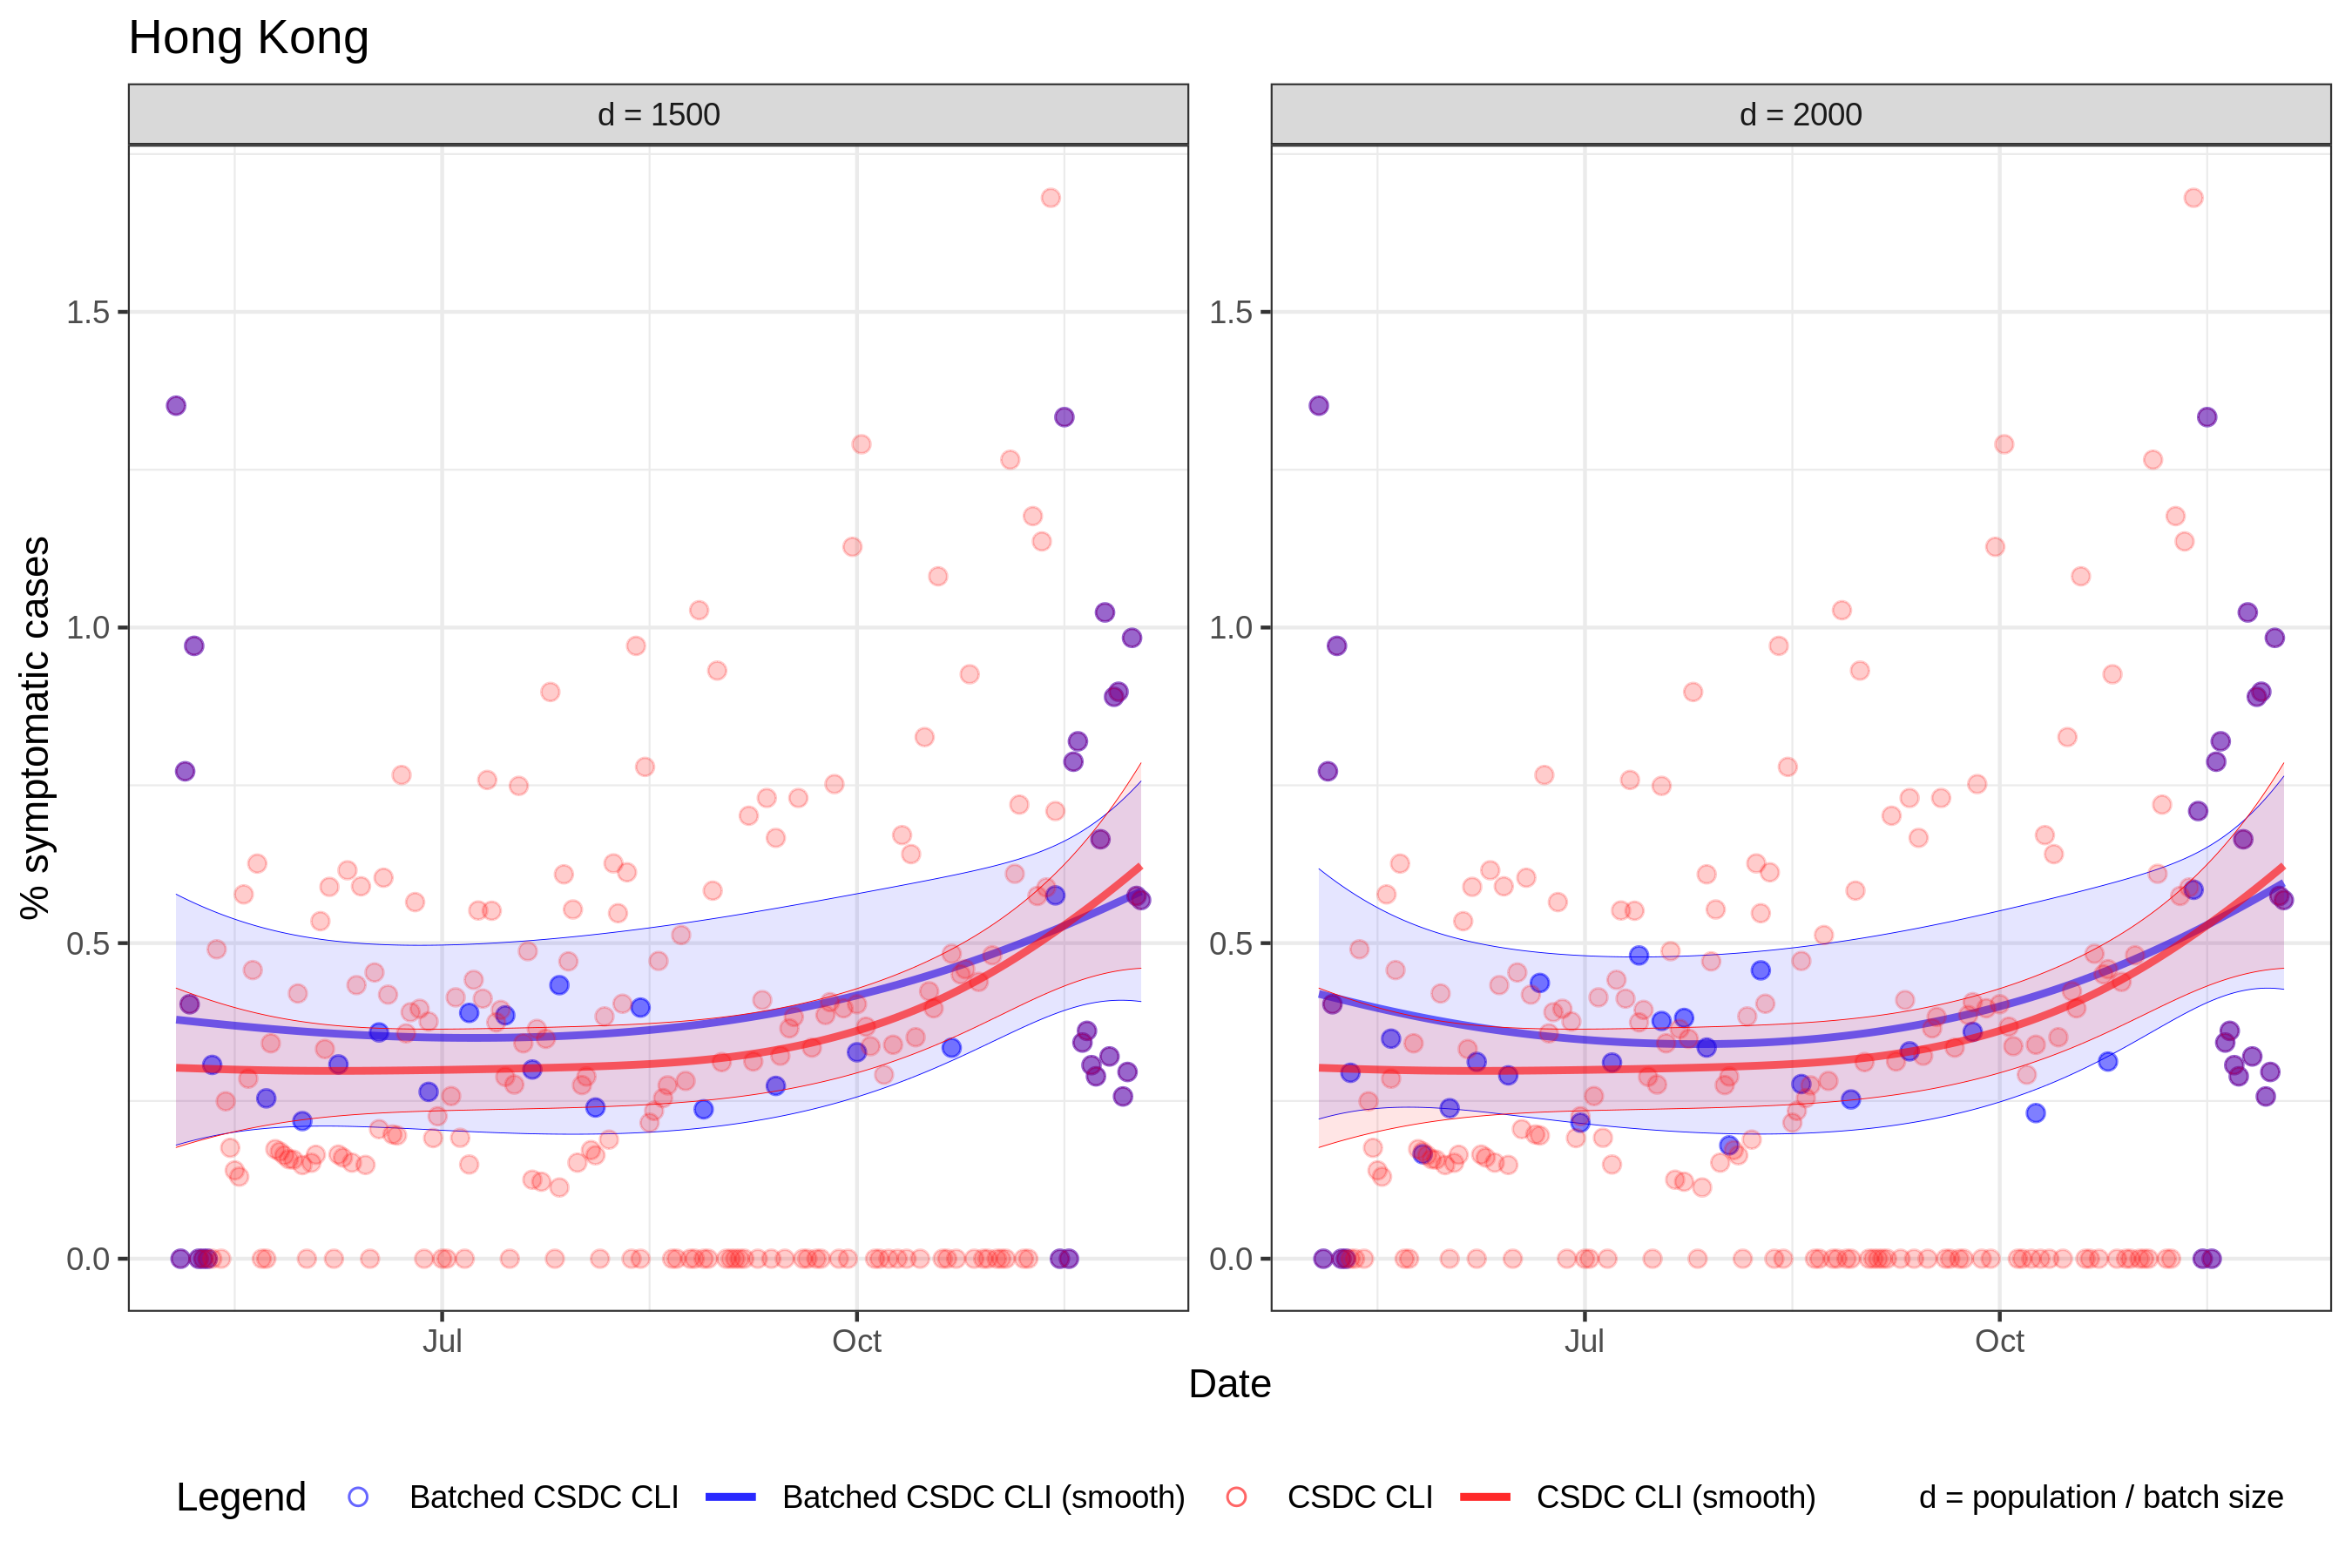 Hong Kong
d = 1500
d = 2000
% symptomatic cases
1.5
1.0
0.5
0.0
1.5
1.0
0.5
0.0
Jul
Oct
Jul
Oct
Date
Legend
Batched CSDC CLI
Batched CSDC CLI (smooth)
CSDC CLI
CSDC CLI (smooth)
d = population / batch size